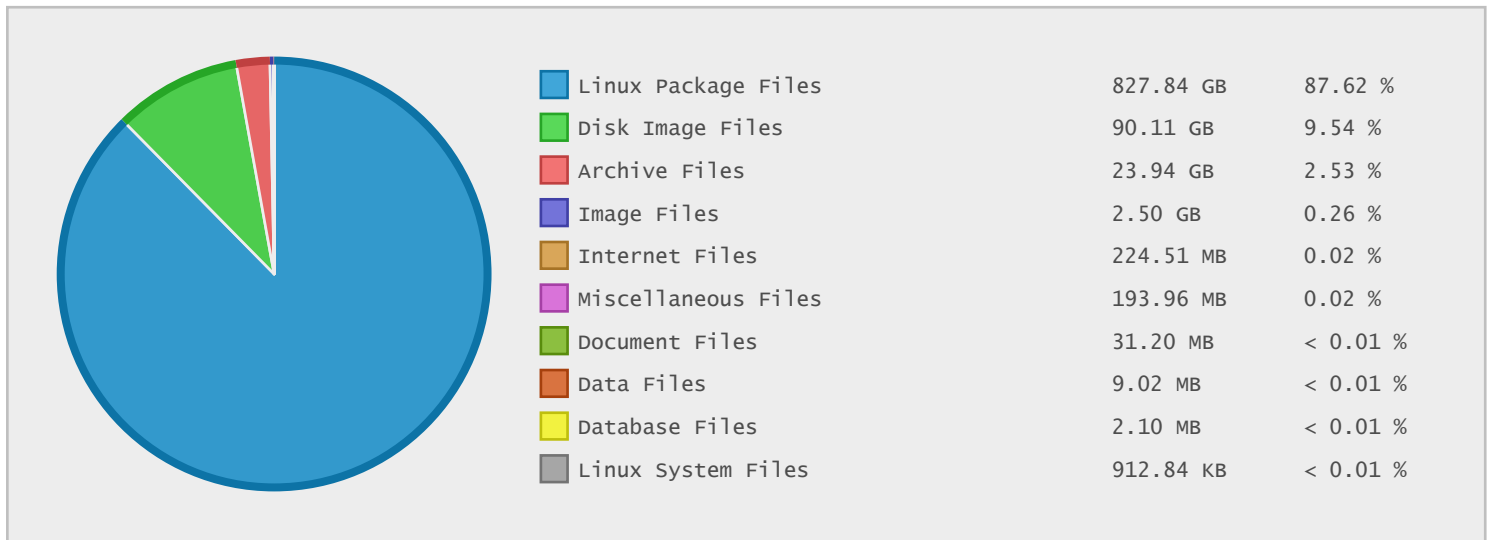 Linux Package Files 827.84 GB 87.62 %
Disk Image Files 90.11 GB 9.54 %
Archive Files 23.94 GB 2.53 %
Image Files 2.50 GB 0.26 %
Internet Files 224.51 MB 0.02 %
Miscellaneous Files 193.96 MB 0.02 %
Document Files 31.20 MB < 0.01 %
Data Files 9.02 MB < 0.01 %
Database Files 2.10 MB < 0.01 %
Linux System Files 912.84 KB < 0.01 %